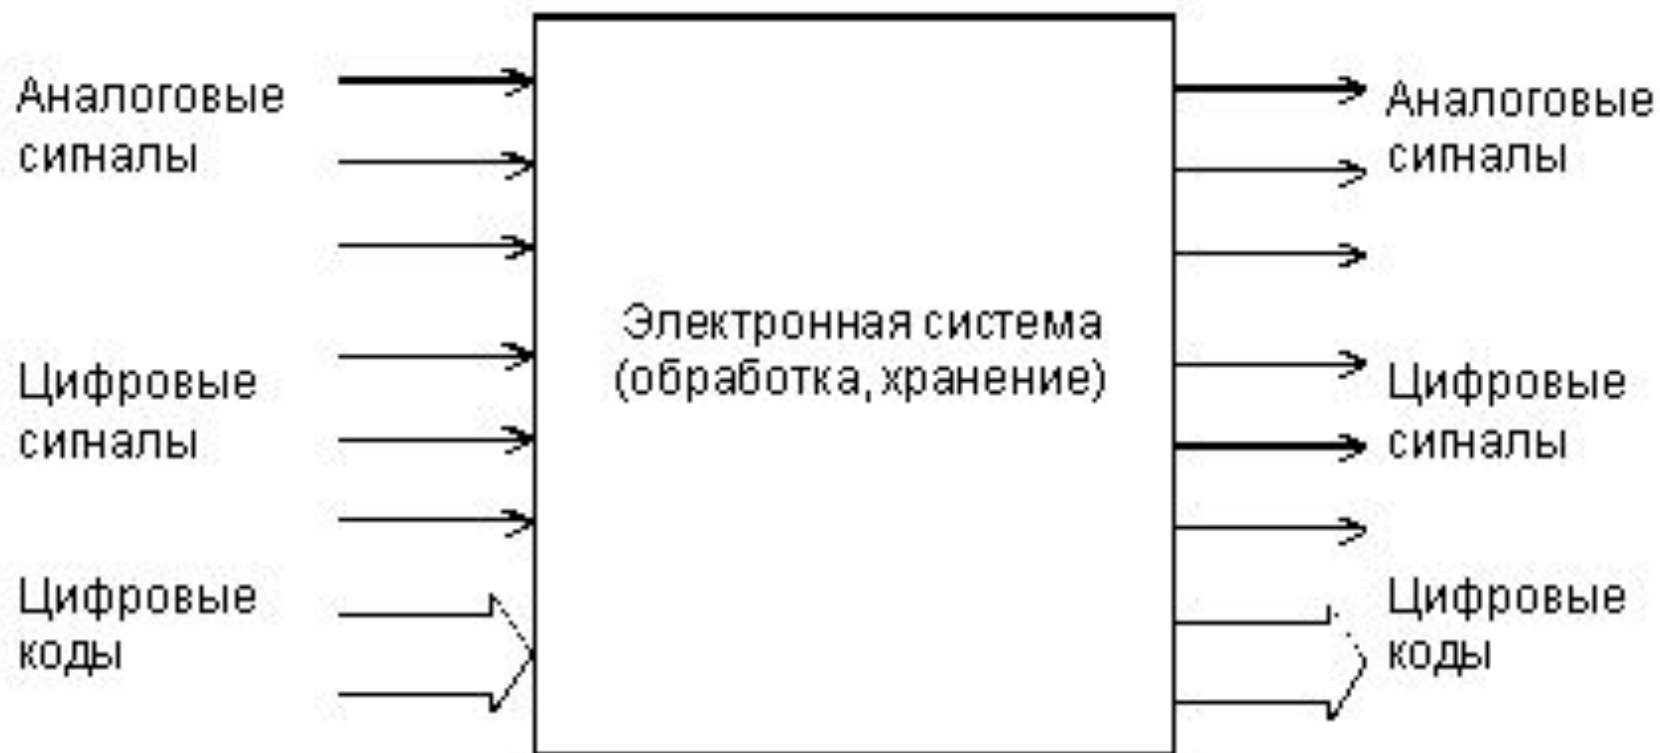 Аналоговые
сигналы
Цифровые
сигналы
Цифровые
коды
Электронная система
(обработка, хранение)
Аналоговые
сигналы
Цифровые
сигналы
Цифровые
коды